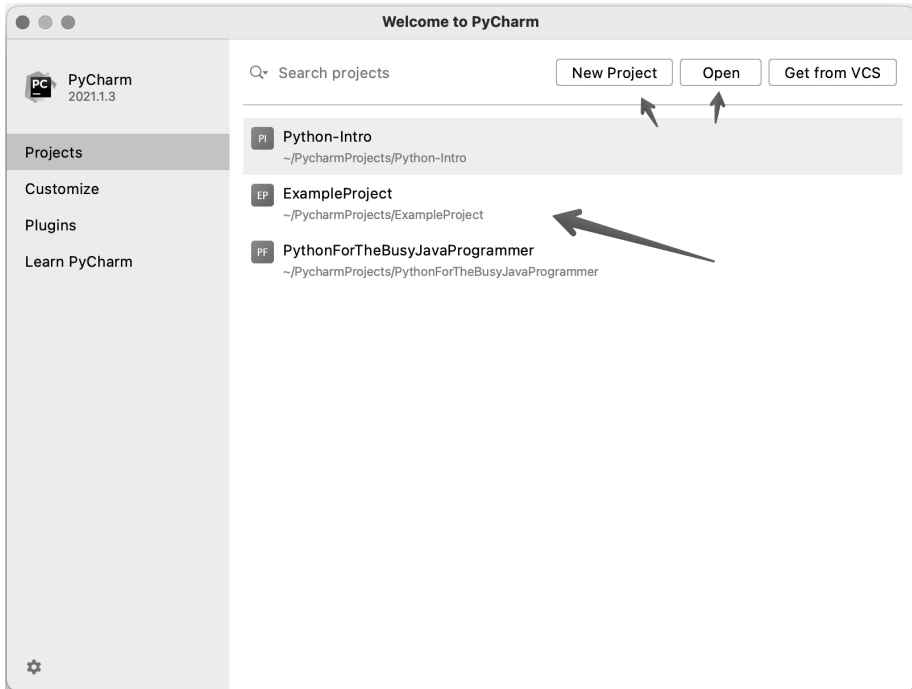 Welcome to PyCharm
PC
PyCharm
2021.1.3
Projects
Customize
Plugins
Learn PyCharm
Search projects
New Project
Open
Get from VCS
PI
Python-Intro
~/PycharmProjects/Python-Intro
EP
ExampleProject
~/PycharmProjects/ExampleProject
PF
PythonForTheBusyJavaProgrammer
~/PycharmProjects/PythonForTheBusyJavaProgrammer